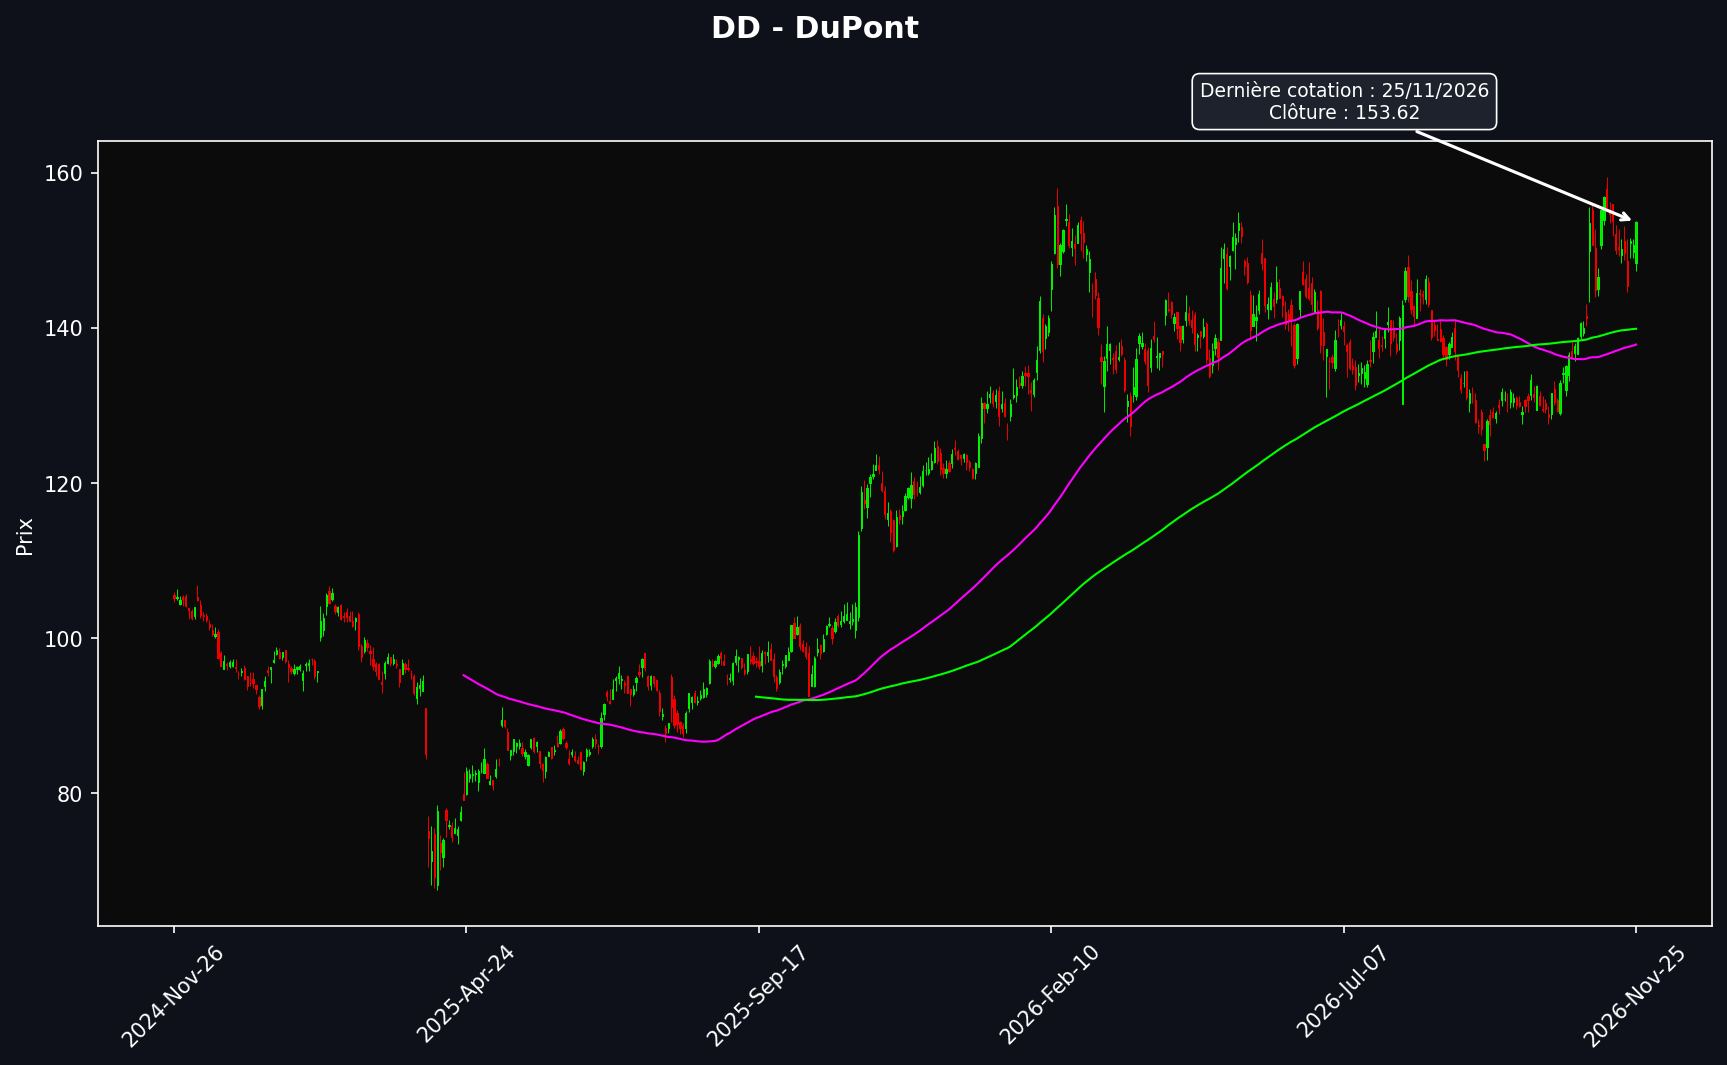 DD - DuPont
Dernière cotation : 25/11/2026
Clôture : 153.62
160
140
120
100
80
Prix
2024-Nov-26
2025-Apr-24
2025-Sep-17
2026-Feb-10
2026-Jul-07
2026-Nov-25